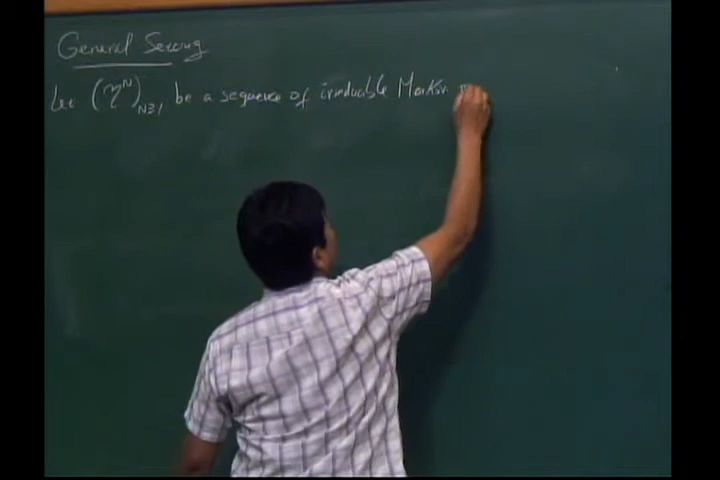 General Setting
Let (η^N)_{N≥1} be a sequence of irreducible Markov